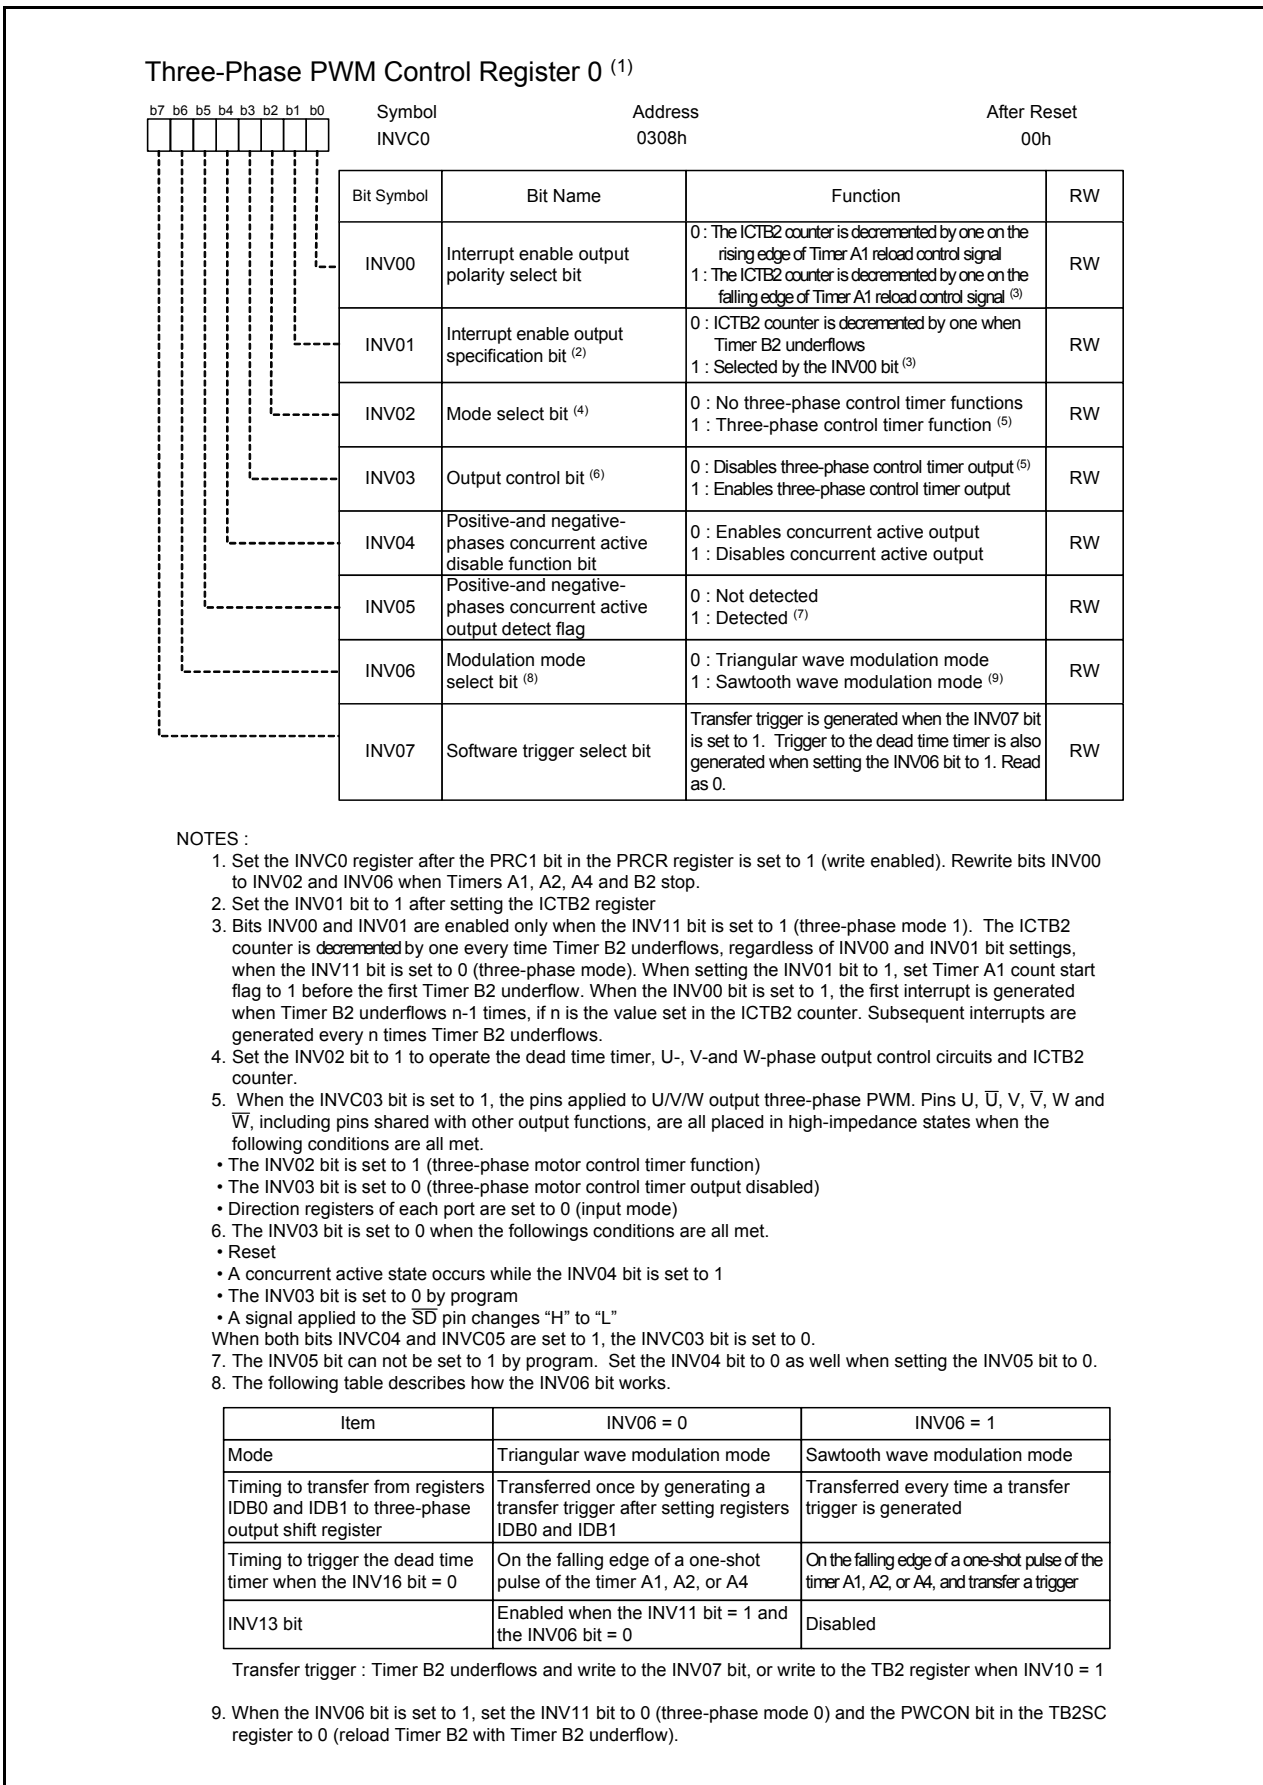 Three-Phase PWM Control Register 0 (1)
b7 b6 b5 b4 b3 b2 b1 b0
Symbol Address After Reset
INVC0 0308h 00h
Bit Symbol Bit Name Function RW
INV00
Interrupt enable output
polarity select bit
0 : The ICTB2 counter is decremented by one on the
rising edge of Timer A1 reload control signal
1 : The ICTB2 counter is decremented by one on the
falling edge of Timer A1 reload control signal (3)
RW
INV01
Interrupt enable output
specification bit (2)
0 : ICTB2 counter is decremented by one when
Timer B2 underflows
1 : Selected by the INV00 bit (3)
RW
INV02
Mode select bit (4)
0 : No three-phase control timer functions
1 : Three-phase control timer function (5)
RW
INV03
Output control bit (6)
0 : Disables three-phase control timer output (5)
1 : Enables three-phase control timer output
RW
INV04
Positive-and negative-
phases concurrent active
disable function bit
0 : Enables concurrent active output
1 : Disables concurrent active output
RW
INV05
Positive-and negative-
phases concurrent active
output detect flag
0 : Not detected
1 : Detected (7)
RW
INV06
Modulation mode
select bit (8)
0 : Triangular wave modulation mode
1 : Sawtooth wave modulation mode (9)
RW
INV07
Software trigger select bit
Transfer trigger is generated when the INV07 bit
is set to 1. Trigger to the dead time timer is also
generated when setting the INV06 bit to 1. Read
as 0.
RW
NOTES :
1. Set the INVC0 register after the PRC1 bit in the PRCR register is set to 1 (write enabled). Rewrite bits INV00
to INV02 and INV06 when Timers A1, A2, A4 and B2 stop.
2. Set the INV01 bit to 1 after setting the ICTB2 register
3. Bits INV00 and INV01 are enabled only when the INV11 bit is set to 1 (three-phase mode 1). The ICTB2
counter is decremented by one every time Timer B2 underflows, regardless of INV00 and INV01 bit settings,
when the INV11 bit is set to 0 (three-phase mode). When setting the INV01 bit to 1, set Timer A1 count start
flag to 1 before the first Timer B2 underflow. When the INV00 bit is set to 1, the first interrupt is generated
when Timer B2 underflows n-1 times, if n is the value set in the ICTB2 counter. Subsequent interrupts are
generated every n times Timer B2 underflows.
4. Set the INV02 bit to 1 to operate the dead time timer, U-, V-and W-phase output control circuits and ICTB2
counter.
5. When the INVC03 bit is set to 1, the pins applied to U/V/W output three-phase PWM. Pins U, U̅, V, V̅, W and
W̅, including pins shared with other output functions, are all placed in high-impedance states when the
following conditions are all met.
• The INV02 bit is set to 1 (three-phase motor control timer function)
• The INV03 bit is set to 0 (three-phase motor control timer output disabled)
• Direction registers of each port are set to 0 (input mode)
6. The INV03 bit is set to 0 when the followings conditions are all met.
• Reset
• A concurrent active state occurs while the INV04 bit is set to 1
• The INV03 bit is set to 0 by program
• A signal applied to the S̅D̅ pin changes “H” to “L”
When both bits INVC04 and INVC05 are set to 1, the INVC03 bit is set to 0.
7. The INV05 bit can not be set to 1 by program. Set the INV04 bit to 0 as well when setting the INV05 bit to 0.
8. The following table describes how the INV06 bit works.
Item INV06 = 0 INV06 = 1
Mode Triangular wave modulation mode Sawtooth wave modulation mode
Timing to transfer from registers
IDB0 and IDB1 to three-phase
output shift register
Transferred once by generating a
transfer trigger after setting registers
IDB0 and IDB1
Transferred every time a transfer
trigger is generated
Timing to trigger the dead time
timer when the INV16 bit = 0
On the falling edge of a one-shot
pulse of the timer A1, A2, or A4
On the falling edge of a one-shot pulse of the
timer A1, A2, or A4, and transfer a trigger
INV13 bit
Enabled when the INV11 bit = 1 and
the INV06 bit = 0
Disabled
Transfer trigger : Timer B2 underflows and write to the INV07 bit, or write to the TB2 register when INV10 = 1
9. When the INV06 bit is set to 1, set the INV11 bit to 0 (three-phase mode 0) and the PWCON bit in the TB2SC
register to 0 (reload Timer B2 with Timer B2 underflow).